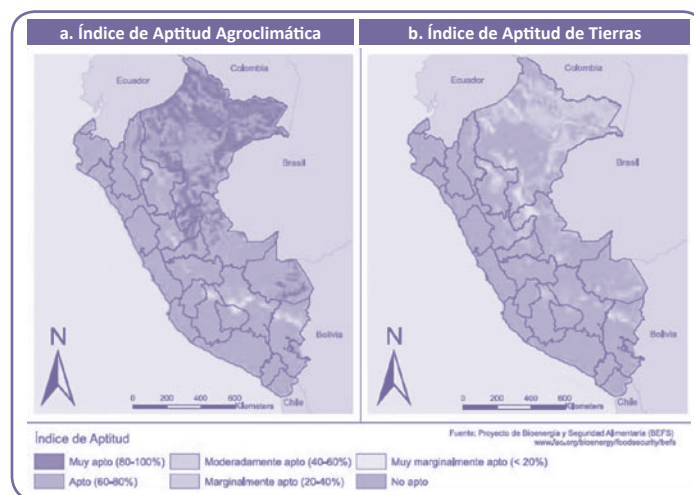 a. Índice de Aptitud Agroclimática
b. Índice de Aptitud de Tierras
Ecuador
Colombia
Brasil
Bolivia
Chile
N
0 200 400 600
Kilometers
Ecuador
Colombia
Brasil
Bolivia
Chile
N
0 200 400 600
Kilometers
Índice de Aptitud
Fuente: Proyecto de Bioenergía y Seguridad Alimentaria (BEFS)
www.fao.org/bioenergy/foodsecurity/befs
Muy apto (80-100%)
Moderadamente apto (40-60%)
Muy marginalmente apto (< 20%)
Apto (60-80%)
Marginalmente apto (20-40%)
No apto